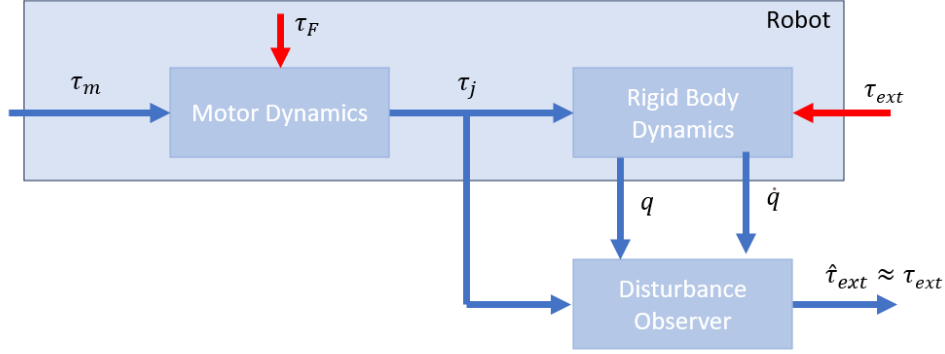 Robot
τ_F
τ_m
τ_j
τ_ext
Motor Dynamics
Rigid Body
Dynamics
q
q̇
τ̂_ext ≈ τ_ext
Disturbance
Observer